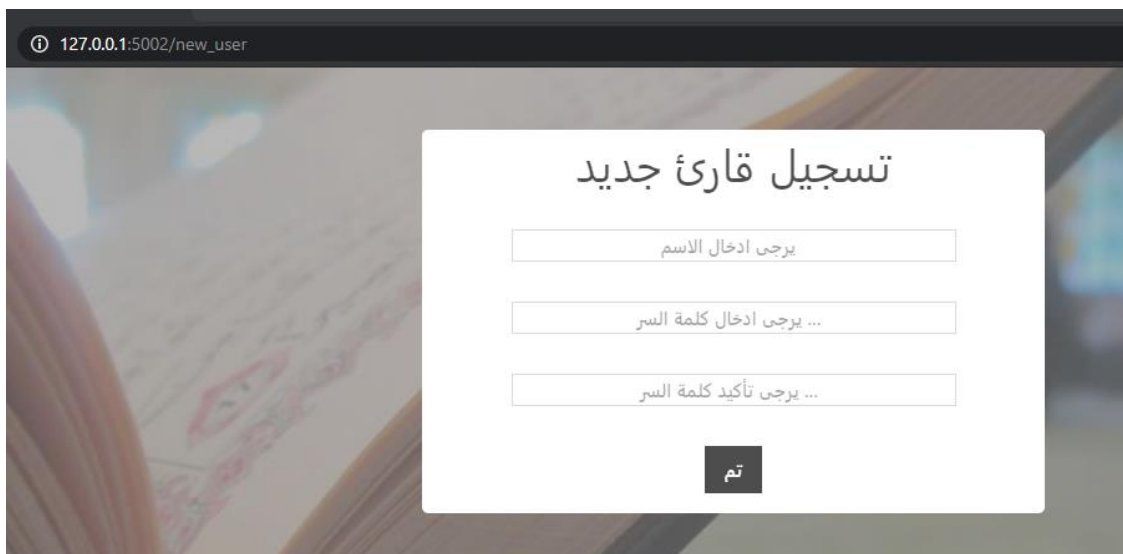 127.0.0.1:5002/new_user
تسجيل قارئ جديد
يرجى ادخال الاسم
... يرجى ادخال كلمة السر
... يرجى تأكيد كلمة السر
تم